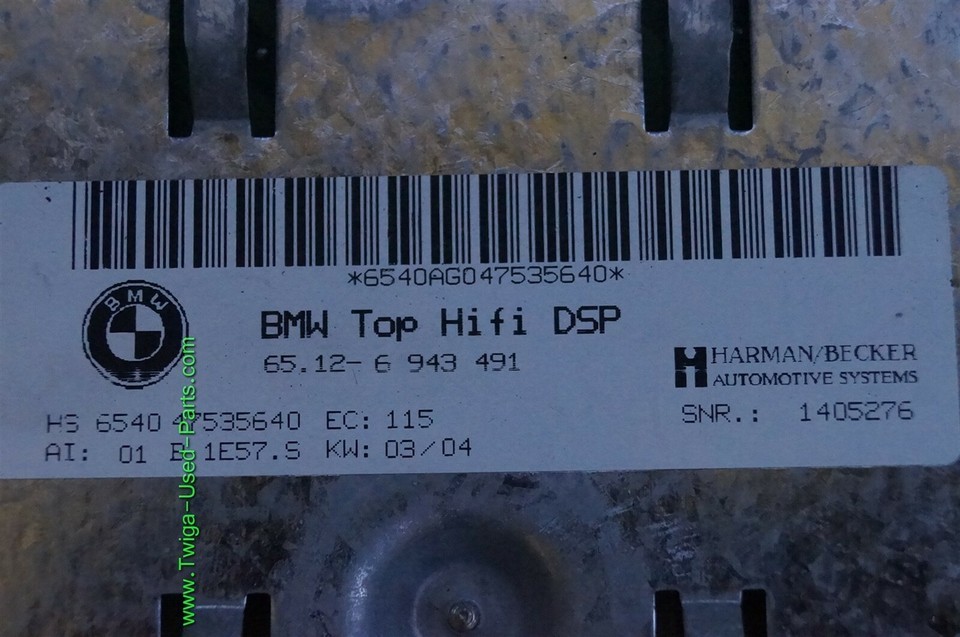 *6540AG047535640*
BMW
BMW Top Hifi DSP
65.12- 6 943 491
HARMAN/BECKER
AUTOMOTIVE SYSTEMS
HS 6540 47535640 EC: 115
SNR.: 1405276
AI: 01 1E57.S KW: 03/04
www.Twiga-Used-Parts.com